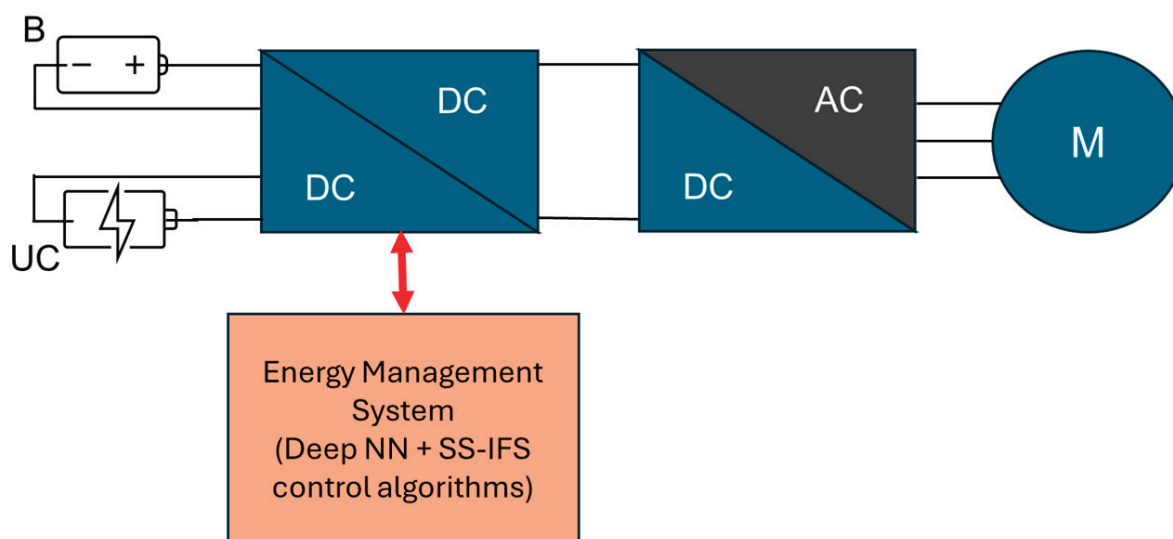 B
− +
UC
DC
DC
AC
DC
M
Energy Management
System
(Deep NN + SS-IFS
control algorithms)